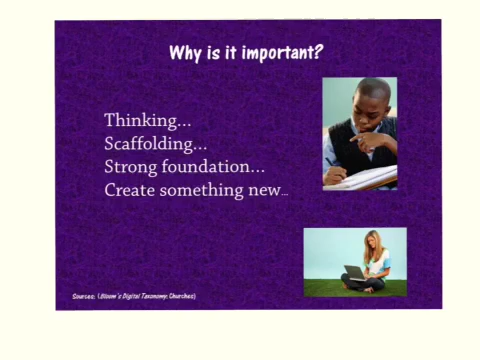 Why is it important?
Thinking...
Scaffolding...
Strong foundation...
Create something new...
Sources: (Bloom's Digital Taxonomy: Churches)